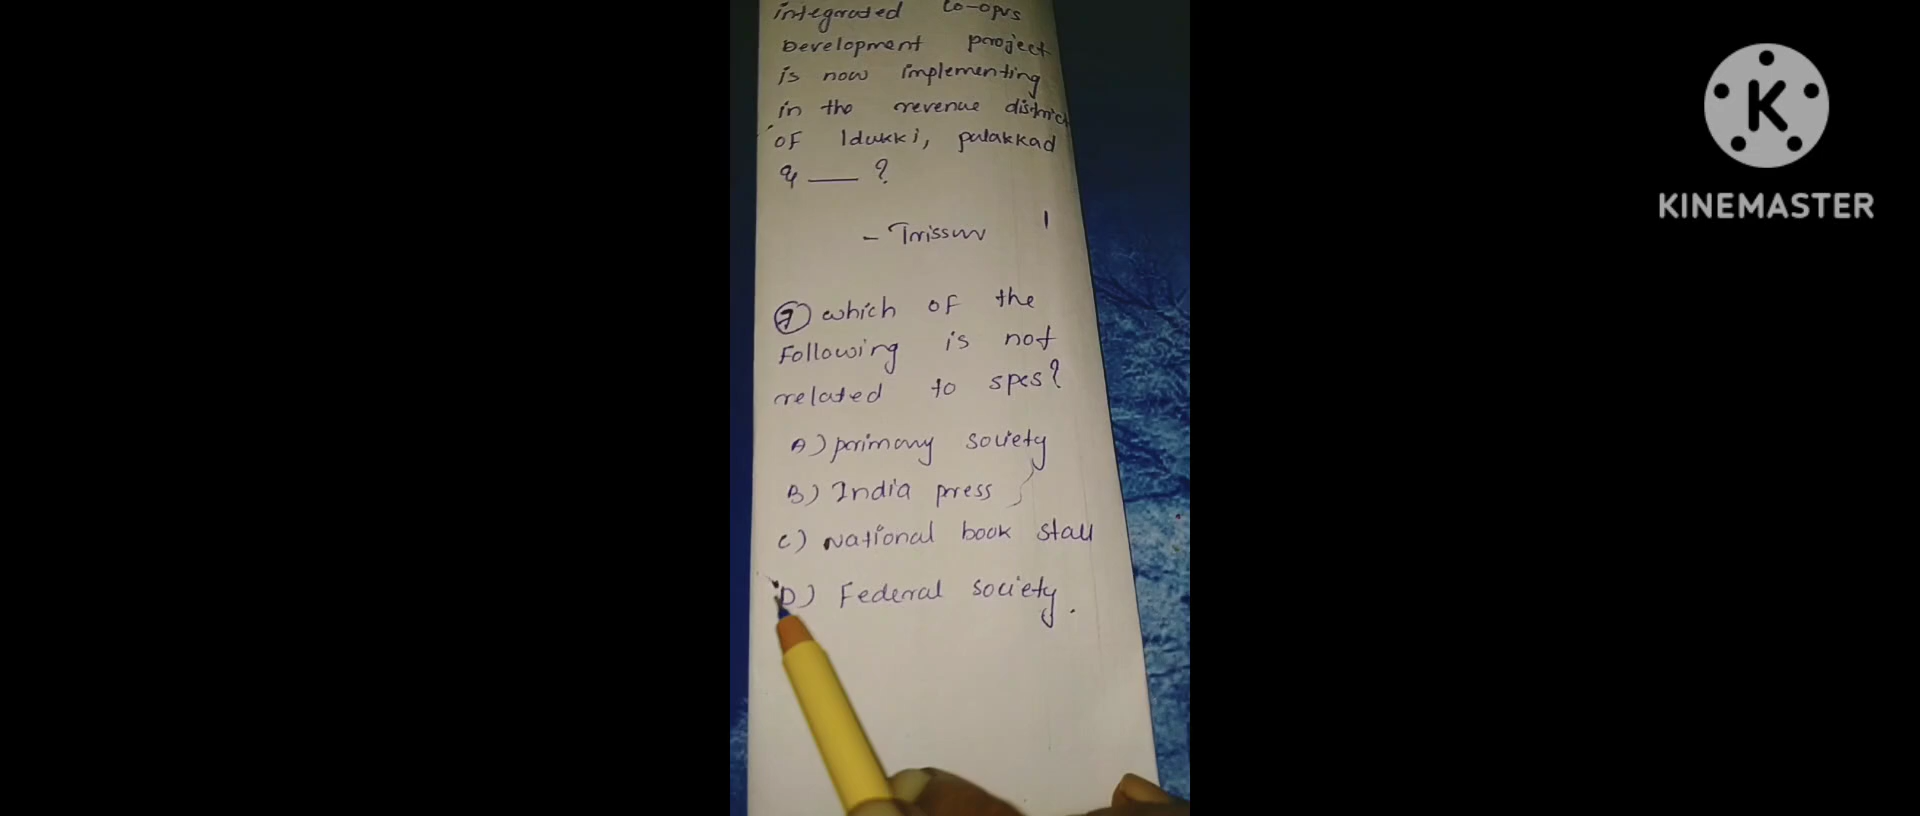 integrated co-opvs
Development project
is now implementing
in the revenue district
of Idukki, palakkad
& ___ ?
- Trissur
7 which of the
Following is not
related to spcs?
A) primary society
B) India press
C) National book stall
D) Federal society.
K
KINEMASTER